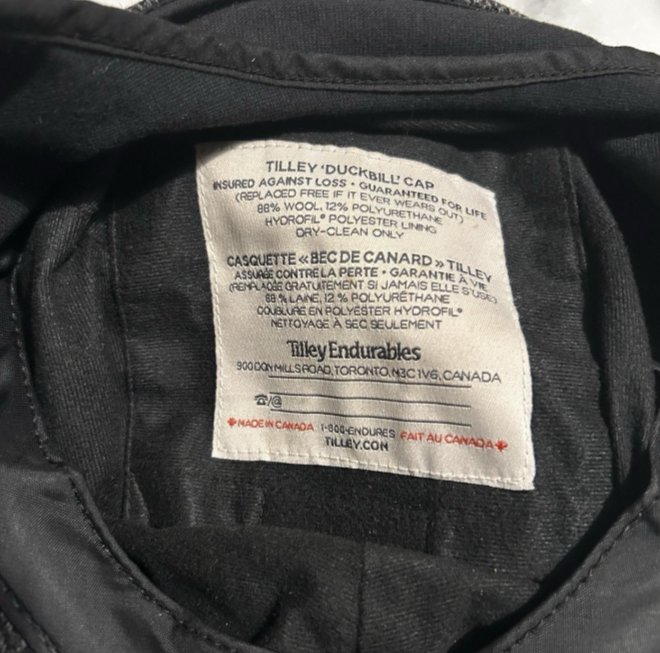 TILLEY 'DUCKBILL' CAP
INSURED AGAINST LOSS • GUARANTEED FOR LIFE
(REPLACED FREE IF IT EVER WEARS OUT)
88% WOOL, 12% POLYURETHANE
HYDROFIL® POLYESTER LINING
DRY-CLEAN ONLY
CASQUETTE «BEC DE CANARD» TILLEY
ASSURÉE CONTRE LA PERTE • GARANTIE À VIE
(REMPLACÉE GRATUITEMENT SI JAMAIS ELLE S'USE)
88 % LAINE, 12 % POLYURÉTHANE
DOUBLURE EN POLYESTER HYDROFIL®
NETTOYAGE À SEC SEULEMENT
Tilley Endurables
900 DON MILLS ROAD, TORONTO, M3C 1V6, CANADA
☎/@
MADE IN CANADA 1-800-ENDURES FAIT AU CANADA
TILLEY.COM